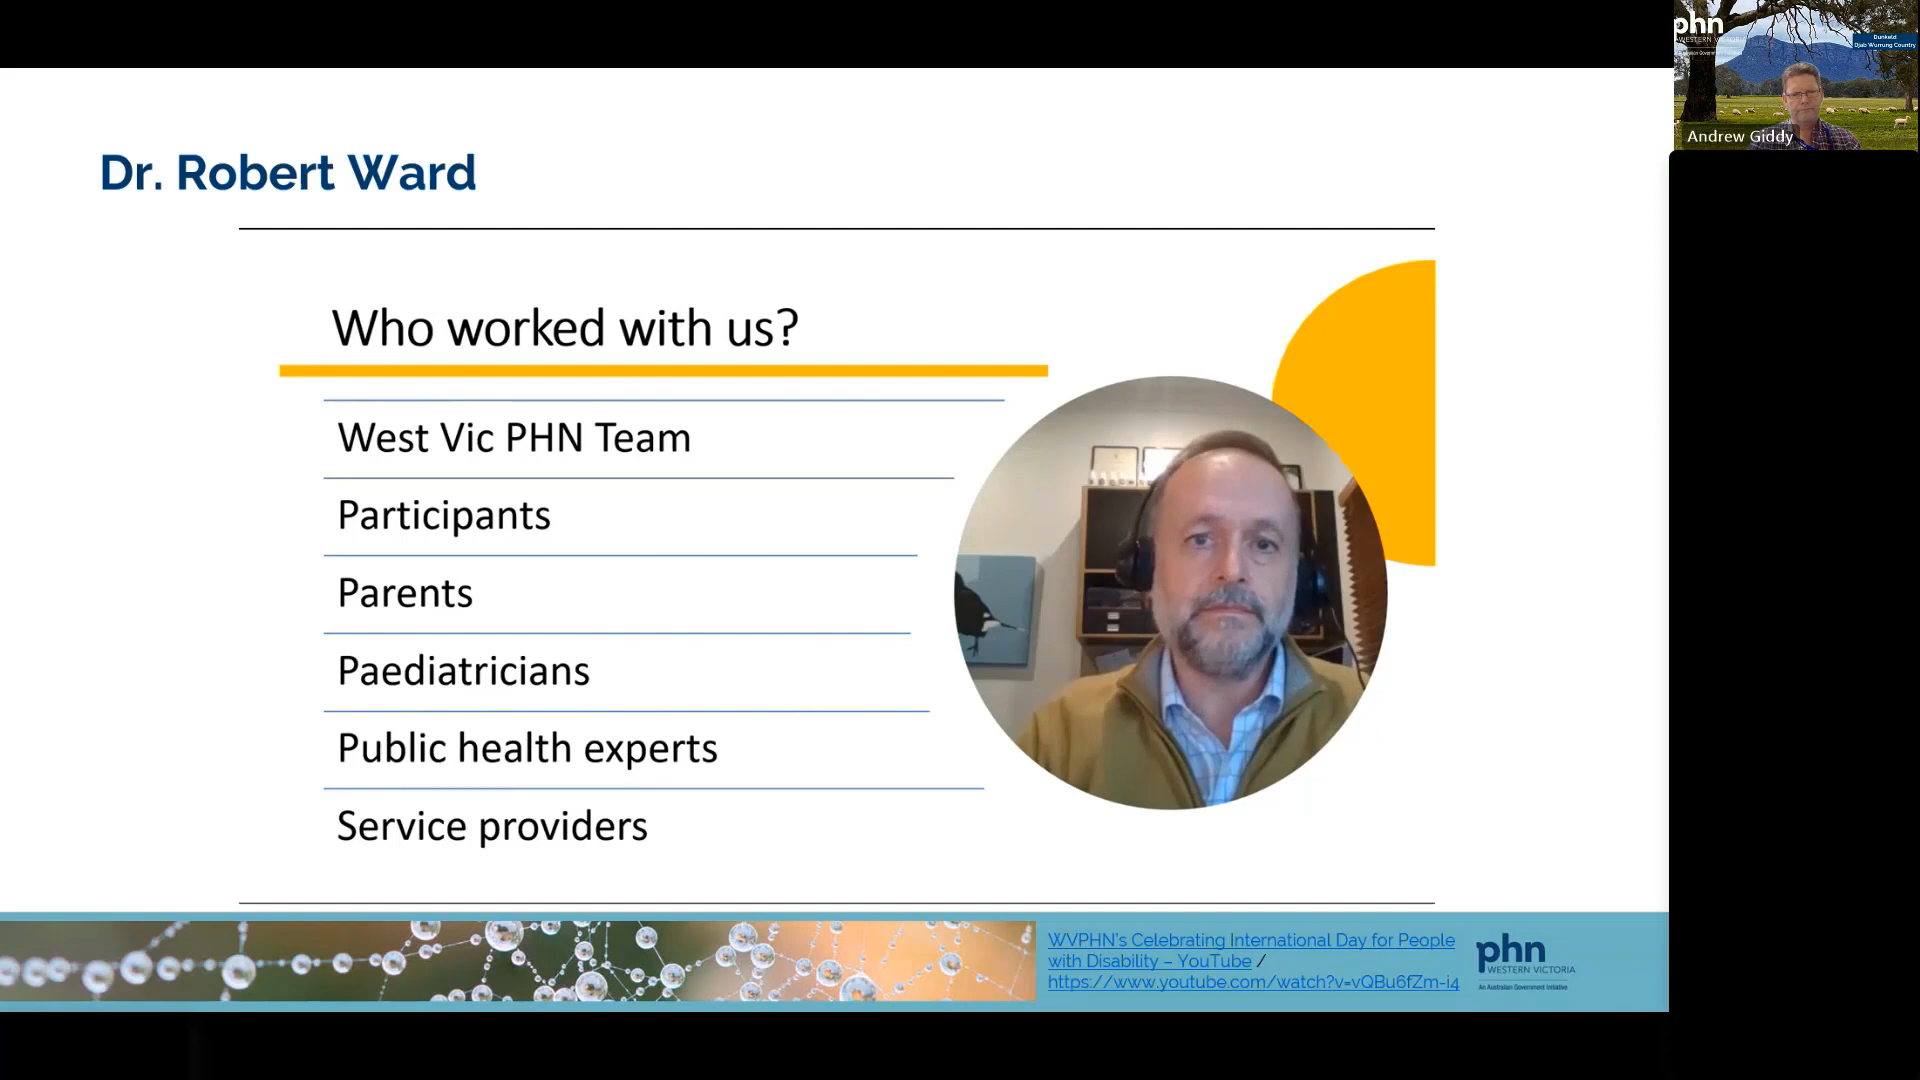 Dr. Robert Ward
Who worked with us?
West Vic PHN Team
Participants
Parents
Paediatricians
Public health experts
Service providers
WVPHN's Celebrating International Day for People
with Disability – YouTube /
https://www.youtube.com/watch?v=vQBu6fZm-i4
phn
WESTERN VICTORIA
An Australian Government Initiative
phn
WESTERN VICTORIA
Dunkeld
Djab Wurrung Country
Andrew Giddy